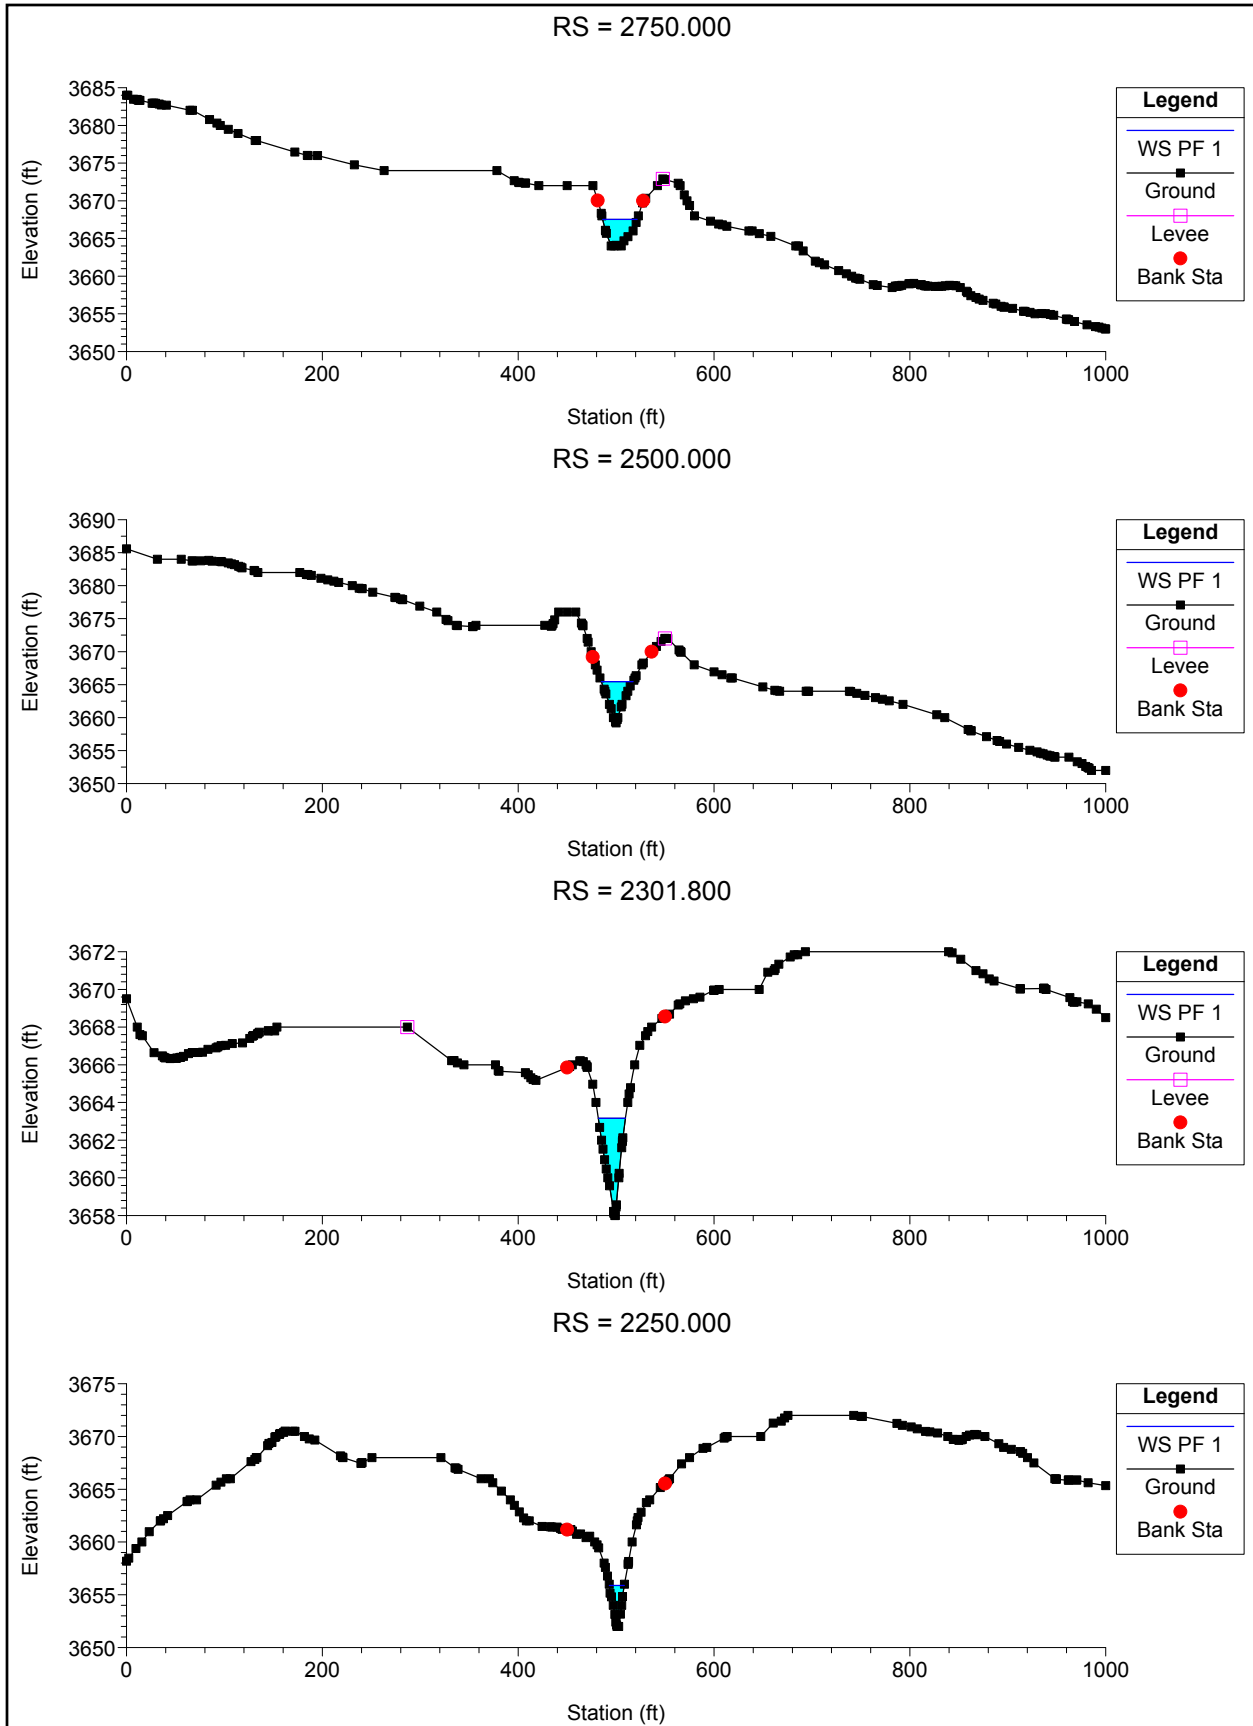 RS = 2750.000
3685
3680
3675
3670
3665
3660
3655
3650
Elevation (ft)
0 200 400 600 800 1000
Station (ft)
Legend
WS PF 1
Ground
Levee
Bank Sta
RS = 2500.000
3690
3685
3680
3675
3670
3665
3660
3655
3650
Elevation (ft)
0 200 400 600 800 1000
Station (ft)
Legend
WS PF 1
Ground
Levee
Bank Sta
RS = 2301.800
3672
3670
3668
3666
3664
3662
3660
3658
Elevation (ft)
0 200 400 600 800 1000
Station (ft)
Legend
WS PF 1
Ground
Levee
Bank Sta
RS = 2250.000
3675
3670
3665
3660
3655
3650
Elevation (ft)
0 200 400 600 800 1000
Station (ft)
Legend
WS PF 1
Ground
Bank Sta